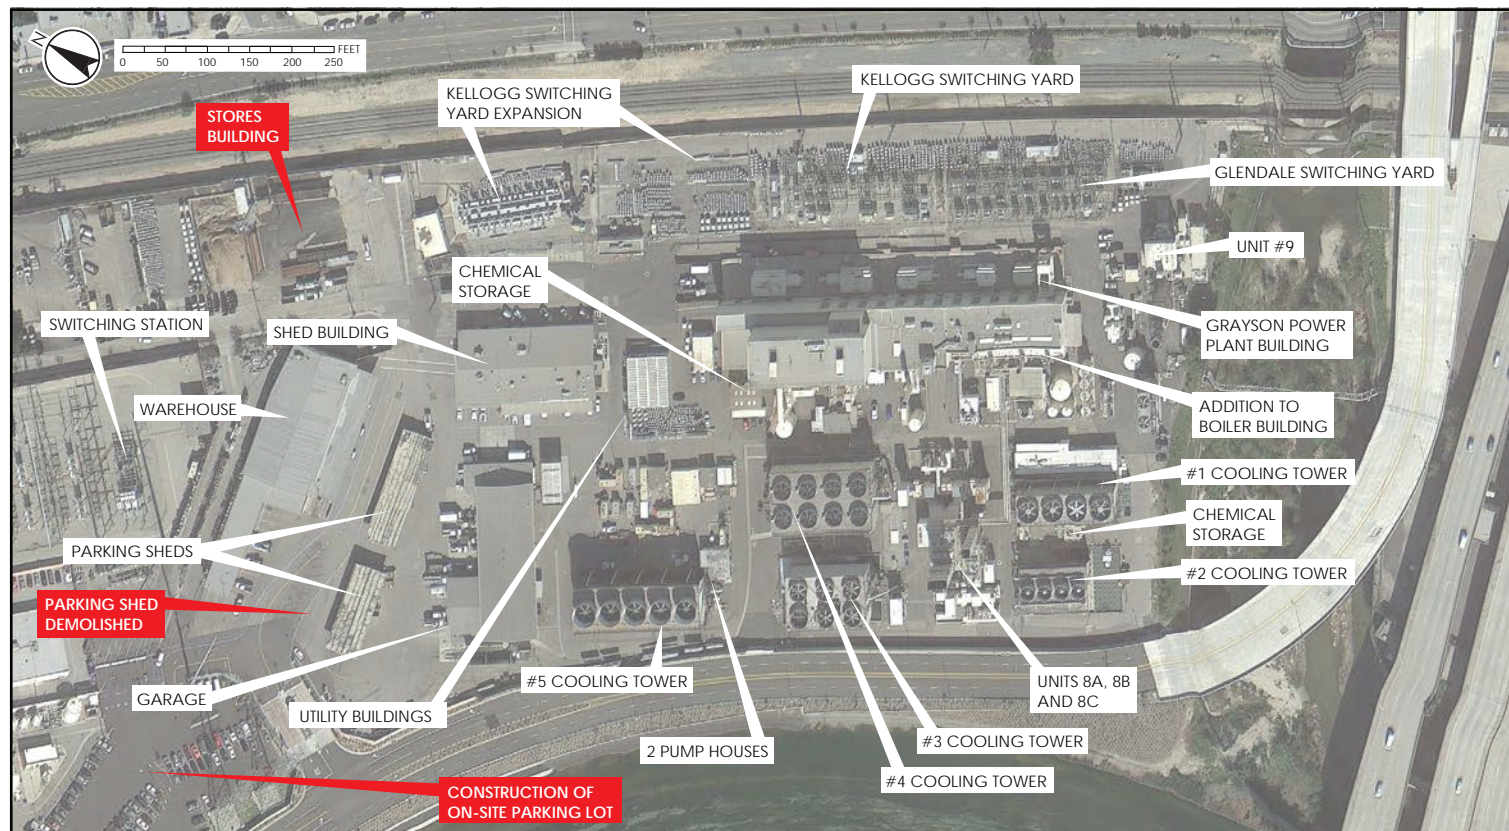 N
FEET
0 50 100 150 200 250
STORES
BUILDING
KELLOGG SWITCHING
YARD EXPANSION
KELLOGG SWITCHING YARD
GLENDALE SWITCHING YARD
UNIT #9
CHEMICAL
STORAGE
SWITCHING STATION
SHED BUILDING
GRAYSON POWER
PLANT BUILDING
WAREHOUSE
ADDITION TO
BOILER BUILDING
#1 COOLING TOWER
CHEMICAL
STORAGE
PARKING SHEDS
#2 COOLING TOWER
PARKING SHED
DEMOLISHED
#5 COOLING TOWER
UNITS 8A, 8B
AND 8C
GARAGE
UTILITY BUILDINGS
2 PUMP HOUSES
#3 COOLING TOWER
#4 COOLING TOWER
CONSTRUCTION OF
ON-SITE PARKING LOT